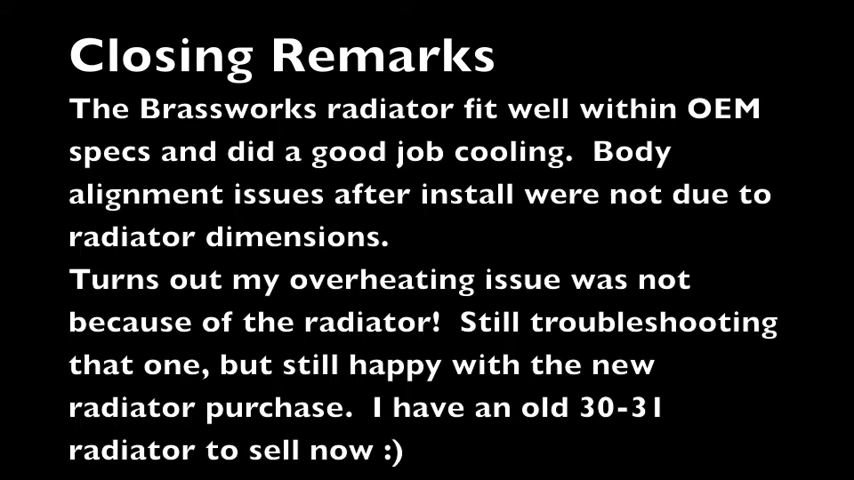 Closing Remarks
The Brassworks radiator fit well within OEM
specs and did a good job cooling.  Body
alignment issues after install were not due to
radiator dimensions.
Turns out my overheating issue was not
because of the radiator!  Still troubleshooting
that one, but still happy with the new
radiator purchase.  I have an old 30-31
radiator to sell now :)